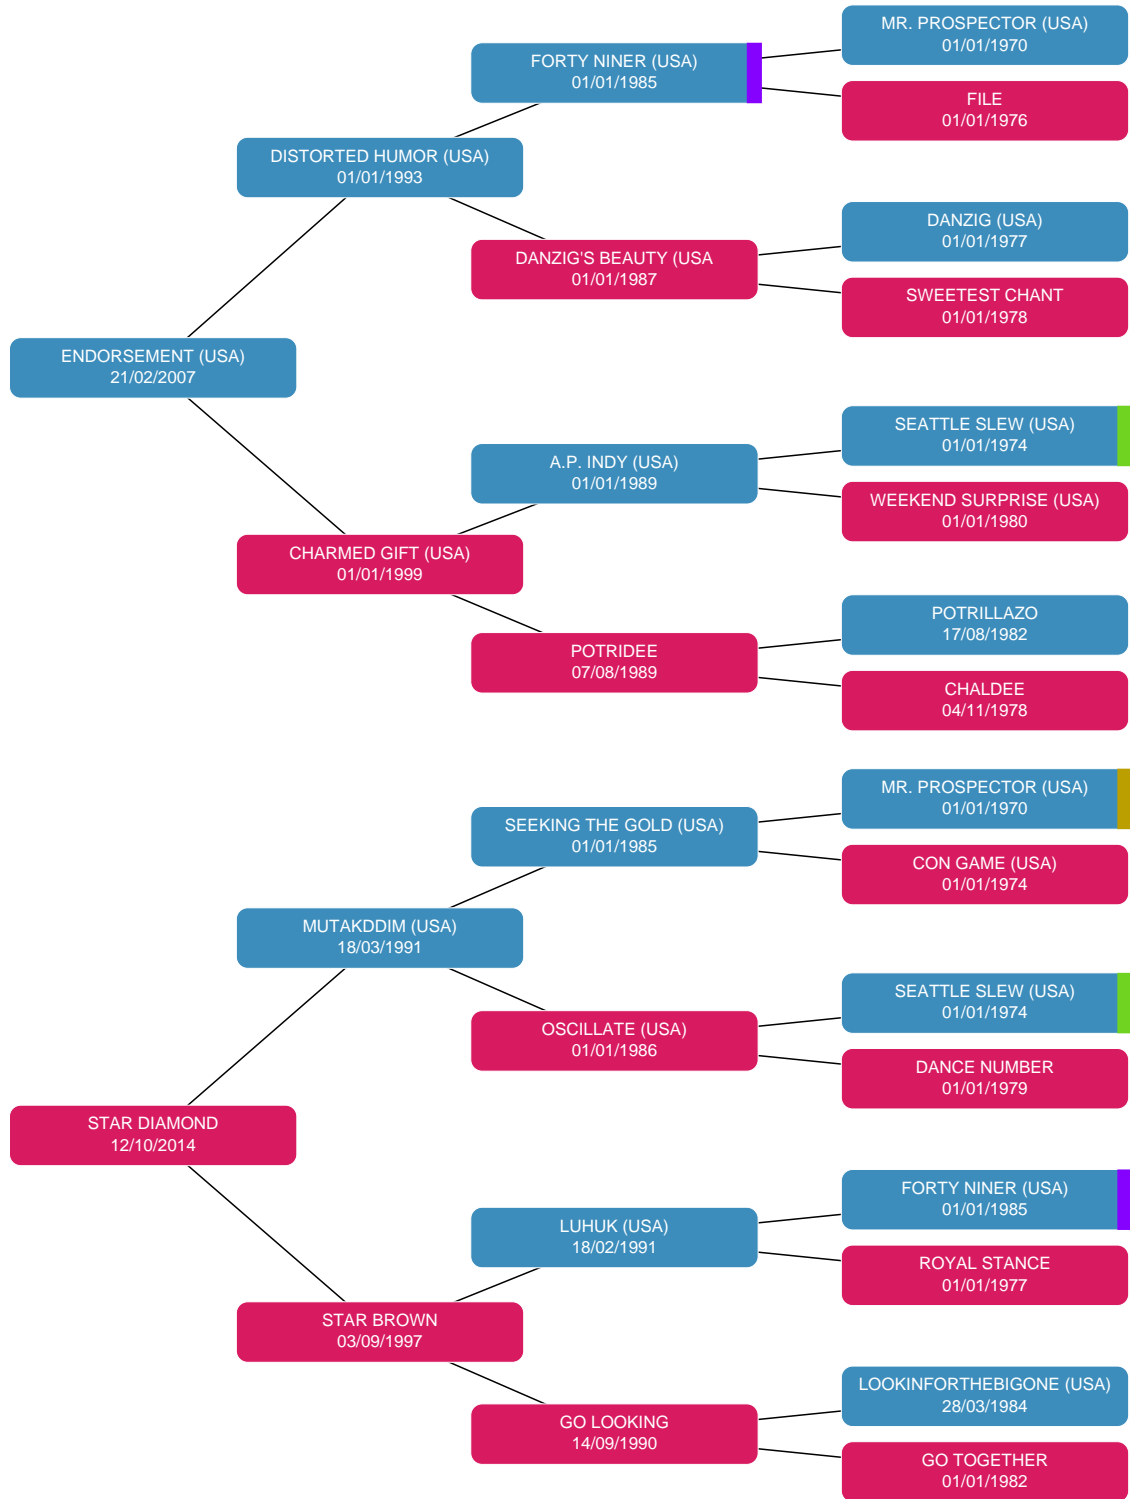 MR. PROSPECTOR (USA)
01/01/1970
FORTY NINER (USA)
01/01/1985
FILE
01/01/1976
DISTORTED HUMOR (USA)
01/01/1993
DANZIG (USA)
01/01/1977
DANZIG'S BEAUTY (USA
01/01/1987
SWEETEST CHANT
01/01/1978
ENDORSEMENT (USA)
21/02/2007
SEATTLE SLEW (USA)
01/01/1974
A.P. INDY (USA)
01/01/1989
WEEKEND SURPRISE (USA)
01/01/1980
CHARMED GIFT (USA)
01/01/1999
POTRILLAZO
17/08/1982
POTRIDEE
07/08/1989
CHALDEE
04/11/1978
MR. PROSPECTOR (USA)
01/01/1970
SEEKING THE GOLD (USA)
01/01/1985
CON GAME (USA)
01/01/1974
MUTAKDDIM (USA)
18/03/1991
SEATTLE SLEW (USA)
01/01/1974
OSCILLATE (USA)
01/01/1986
DANCE NUMBER
01/01/1979
STAR DIAMOND
12/10/2014
FORTY NINER (USA)
01/01/1985
LUHUK (USA)
18/02/1991
ROYAL STANCE
01/01/1977
STAR BROWN
03/09/1997
LOOKINFORTHEBIGONE (USA)
28/03/1984
GO LOOKING
14/09/1990
GO TOGETHER
01/01/1982